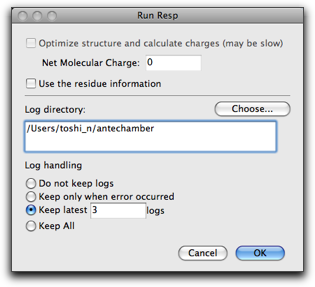 Run Resp
Optimize structure and calculate charges (may be slow)
Net Molecular Charge: 0
Use the residue information
Log directory: Choose...
/Users/toshi_n/antechamber
Log handling
Do not keep logs
Keep only when error occurred
Keep latest 3 logs
Keep All
Cancel OK